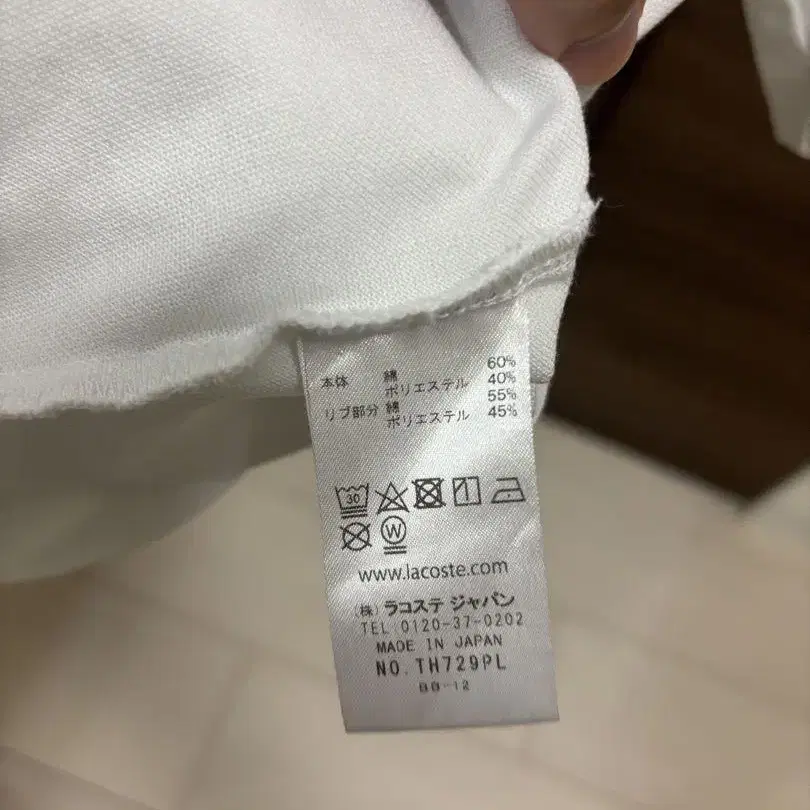 本体 綿 60%
ポリエステル 40%
リブ部分 綿 55%
ポリエステル 45%
30
W
www.lacoste.com
(株) ラコステ ジャパン
TEL 0120-37-0202
MADE IN JAPAN
NO. TH729PL
BB-12